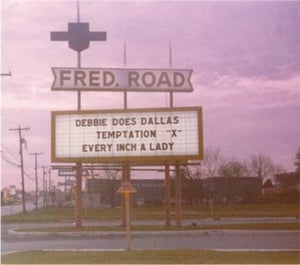 FRED. ROAD
DEBBIE DOES DALLAS
TEMPTATION "X"
EVERY INCH A LADY